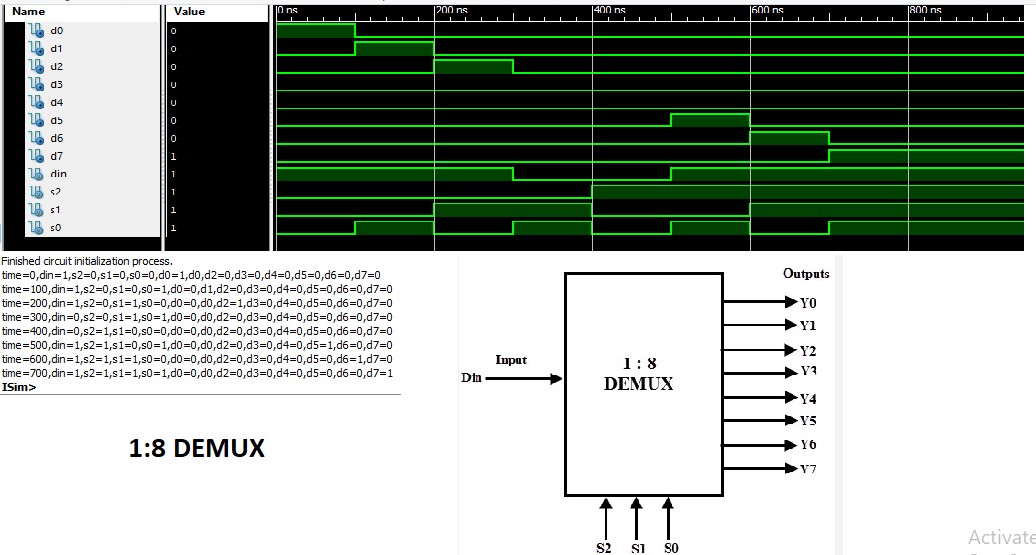 Name Value 0 ns 200 ns 400 ns 600 ns 800 ns
d0 0
d1 0
d2 0
d3 0
d4 0
d5 0
d6 0
d7 1
din 1
s2 1
s1 1
s0 1
Finished circuit initialization process.
time=0,din=1,s2=0,s1=0,s0=0,d0=1,d0,d2=0,d3=0,d4=0,d5=0,d6=0,d7=0
time=100,din=1,s2=0,s1=0,s0=1,d0=0,d1,d2=0,d3=0,d4=0,d5=0,d6=0,d7=0
time=200,din=1,s2=0,s1=1,s0=0,d0=0,d0,d2=1,d3=0,d4=0,d5=0,d6=0,d7=0
time=300,din=0,s2=0,s1=1,s0=1,d0=0,d0,d2=0,d3=0,d4=0,d5=0,d6=0,d7=0
time=400,din=0,s2=1,s1=0,s0=0,d0=0,d0,d2=0,d3=0,d4=0,d5=0,d6=0,d7=0
time=500,din=1,s2=1,s1=0,s0=1,d0=0,d0,d2=0,d3=0,d4=0,d5=1,d6=0,d7=0
time=600,din=1,s2=1,s1=1,s0=0,d0=0,d0,d2=0,d3=0,d4=0,d5=0,d6=1,d7=0
time=700,din=1,s2=1,s1=1,s0=1,d0=0,d0,d2=0,d3=0,d4=0,d5=0,d6=0,d7=1
ISim>
1:8 DEMUX
Outputs
Input
Din
1 : 8
DEMUX
Y0
Y1
Y2
Y3
Y4
Y5
Y6
Y7
S2 S1 S0
Activate